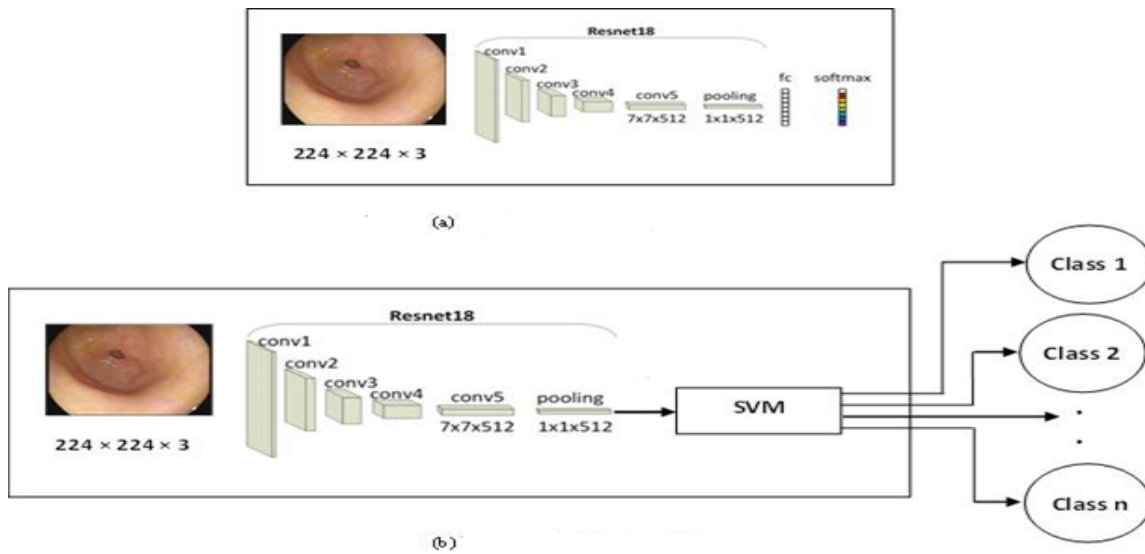 Resnet18
conv1
conv2
conv3
conv4
conv5
pooling
fc
softmax
7x7x512
1x1x512
224 × 224 × 3
(a)
Class 1
Resnet18
conv1
conv2
conv3
conv4
conv5
pooling
7x7x512
1x1x512
224 × 224 × 3
SVM
Class 2
Class n
(b)